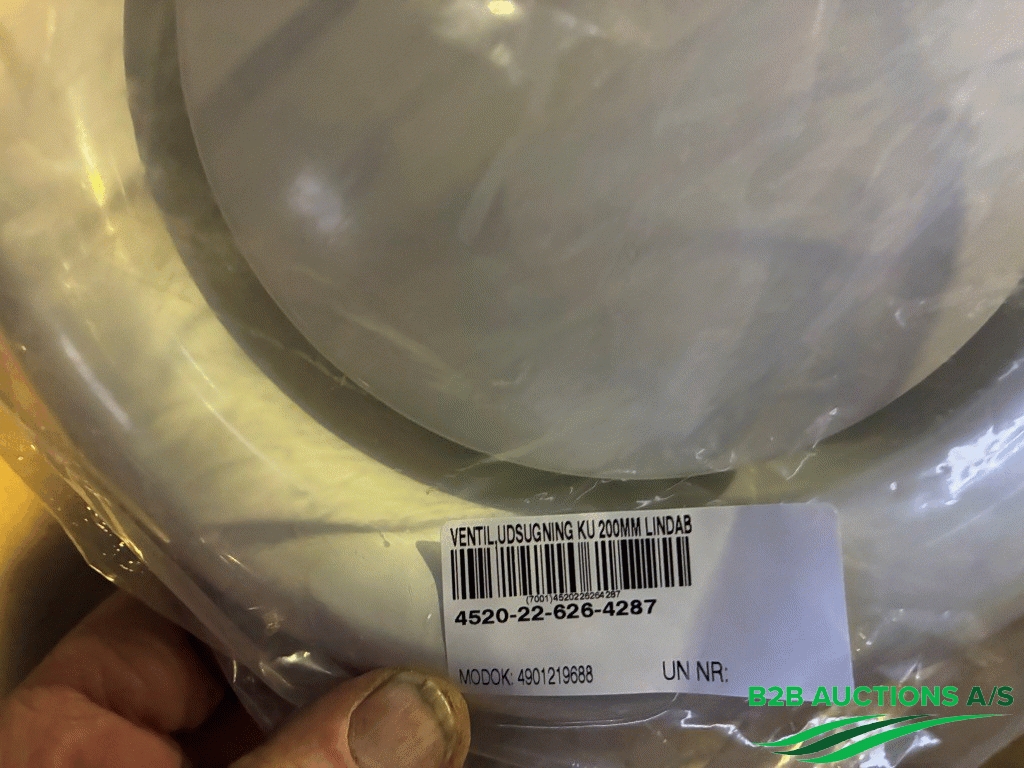 VENTIL,UDSUGNING KU 200MM LINDAB
(7001)4520226264287
4520-22-626-4287
MODOK: 4901219688
UN NR:
B2B AUCTIONS A/S